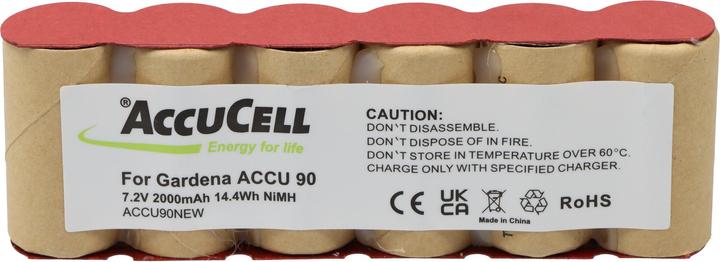 ®ACCUCELL
Energy for life
For Gardena ACCU 90
7.2V 2000mAh 14.4Wh NiMH
ACCU90NEW
CAUTION:
DON`T DISASSEMBLE.
DON`T DISPOSE OF IN FIRE.
DON`T STORE IN TEMPERATURE OVER 60°C.
CHARGE ONLY WITH SPECIFIED CHARGER.
CE UK CA
Made in China
RoHS